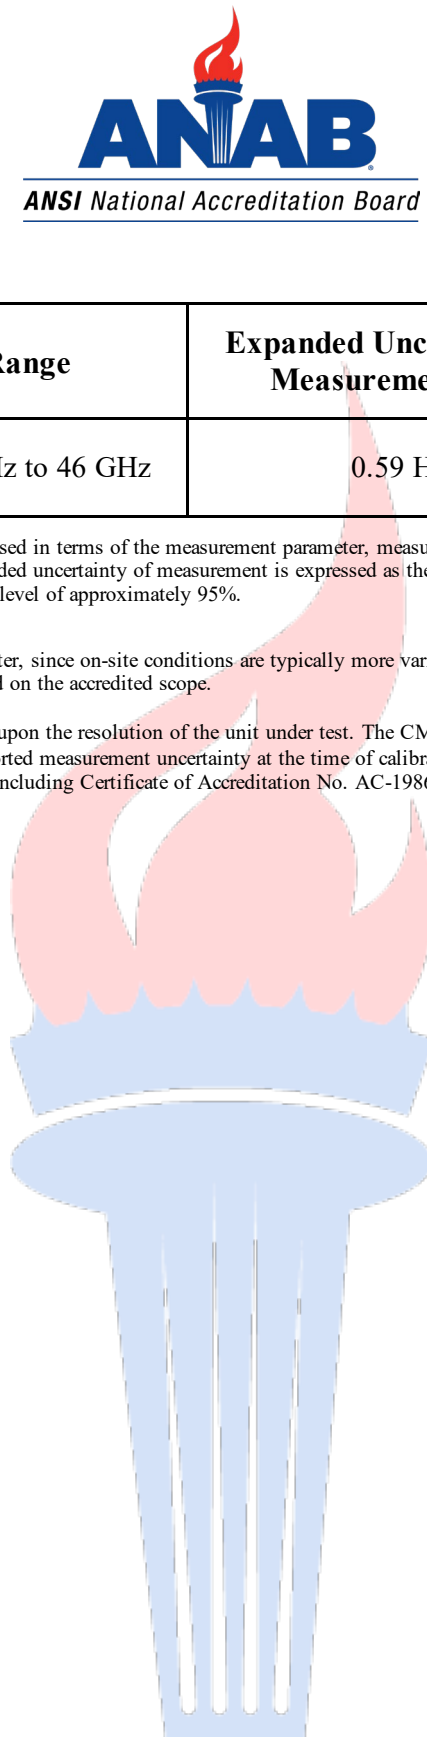 ANAB
ANSI National Accreditation Board
Range
Expanded Unc
Measureme
Hz to 46 GHz
0.59 H
sed in terms of the measurement parameter, measu
ded uncertainty of measurement is expressed as the
level of approximately 95%.
ter, since on-site conditions are typically more vari
d on the accredited scope.
upon the resolution of the unit under test. The CM
rted measurement uncertainty at the time of calibra
ncluding Certificate of Accreditation No. AC-1986